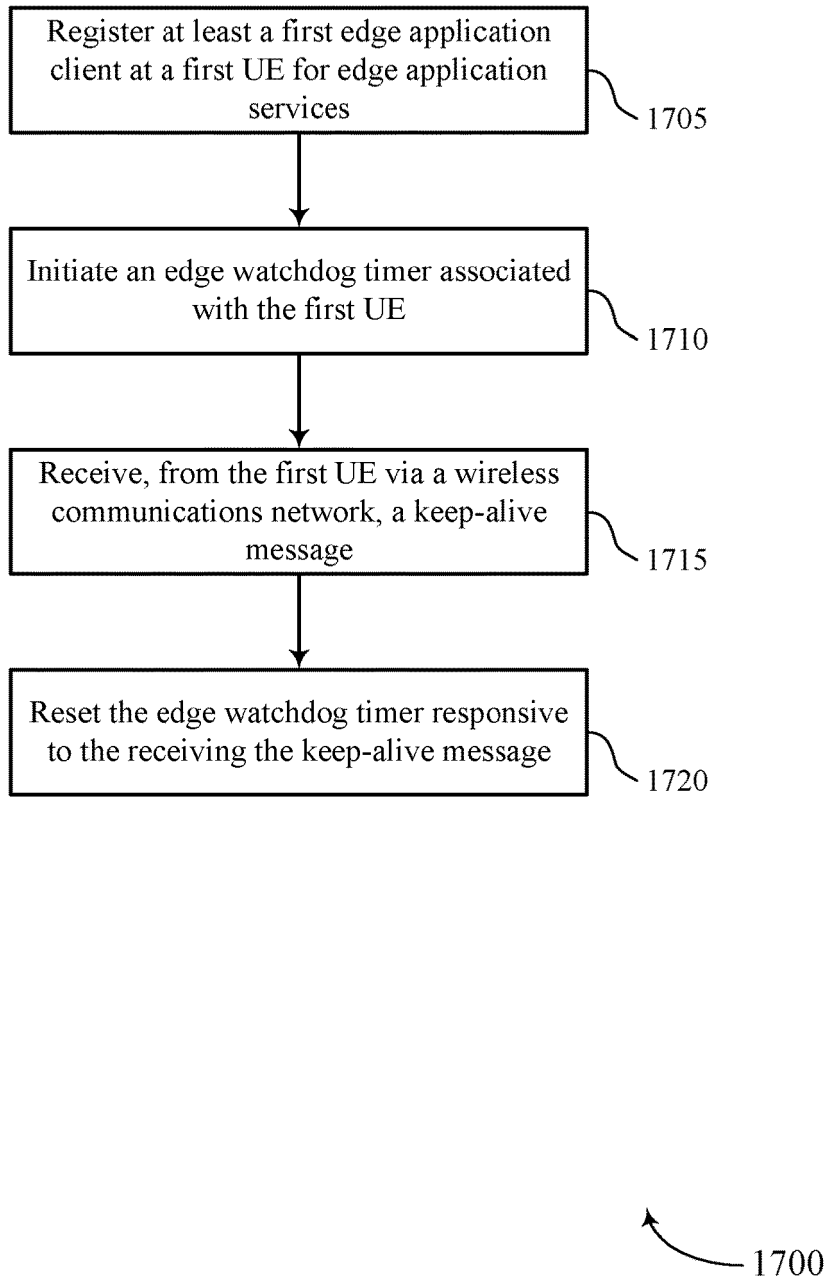 Register at least a first edge application
client at a first UE for edge application
services
1705
Initiate an edge watchdog timer associated
with the first UE
1710
Receive, from the first UE via a wireless
communications network, a keep-alive
message
1715
Reset the edge watchdog timer responsive
to the receiving the keep-alive message
1720
1700